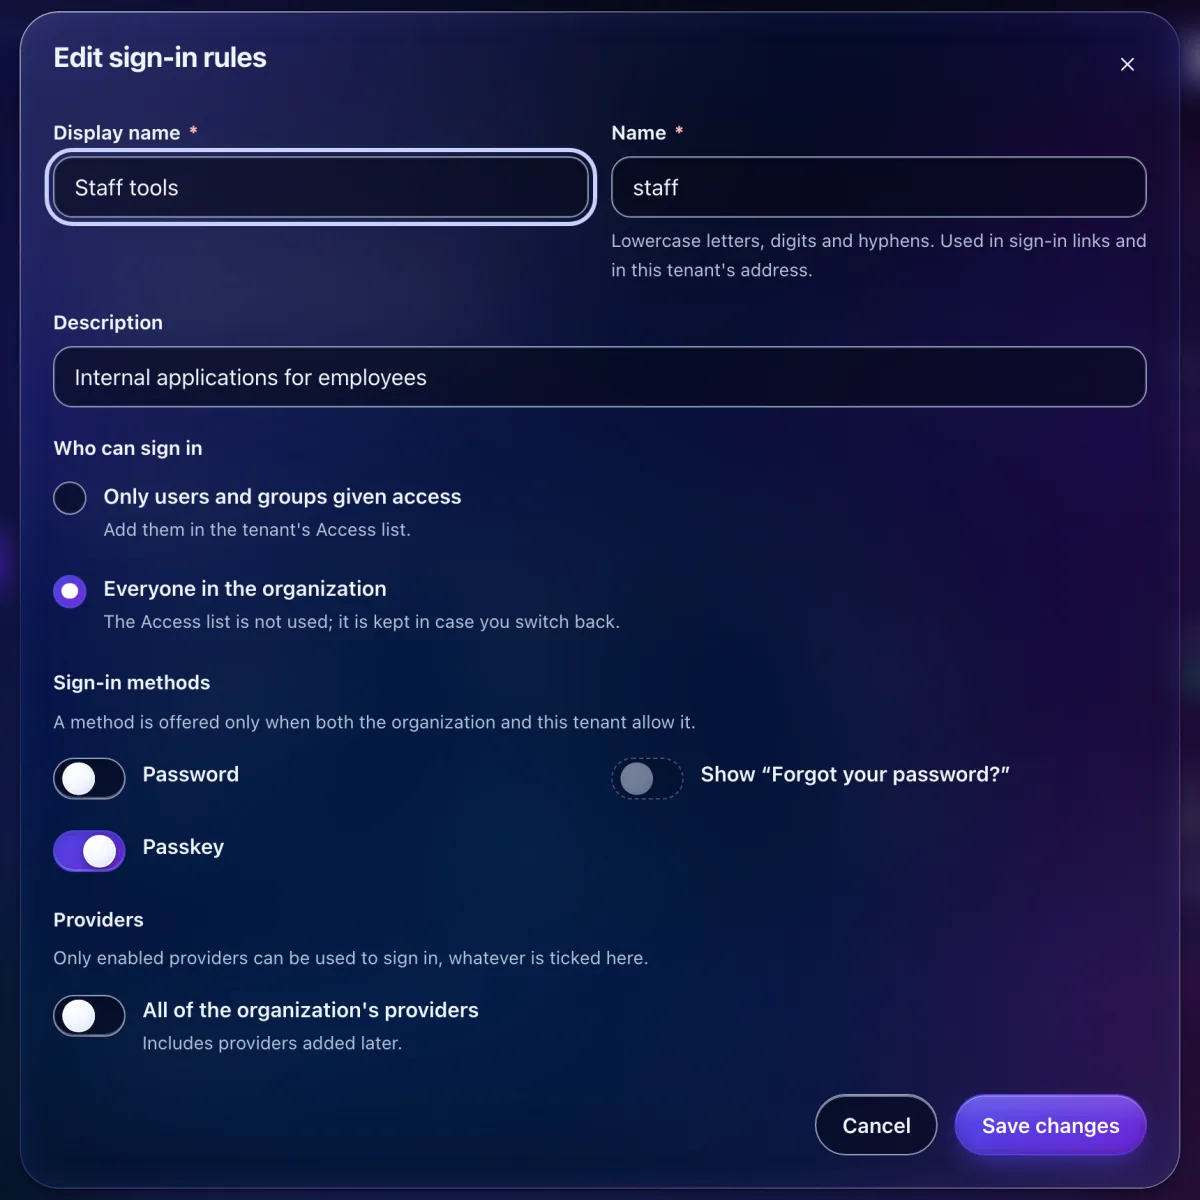 Edit sign-in rules
Display name *
Name *
Staff tools
staff
Lowercase letters, digits and hyphens. Used in sign-in links and
in this tenant's address.
Description
Internal applications for employees
Who can sign in
Only users and groups given access
Add them in the tenant's Access list.
Everyone in the organization
The Access list is not used; it is kept in case you switch back.
Sign-in methods
A method is offered only when both the organization and this tenant allow it.
Password
Show “Forgot your password?”
Passkey
Providers
Only enabled providers can be used to sign in, whatever is ticked here.
All of the organization's providers
Includes providers added later.
Cancel
Save changes